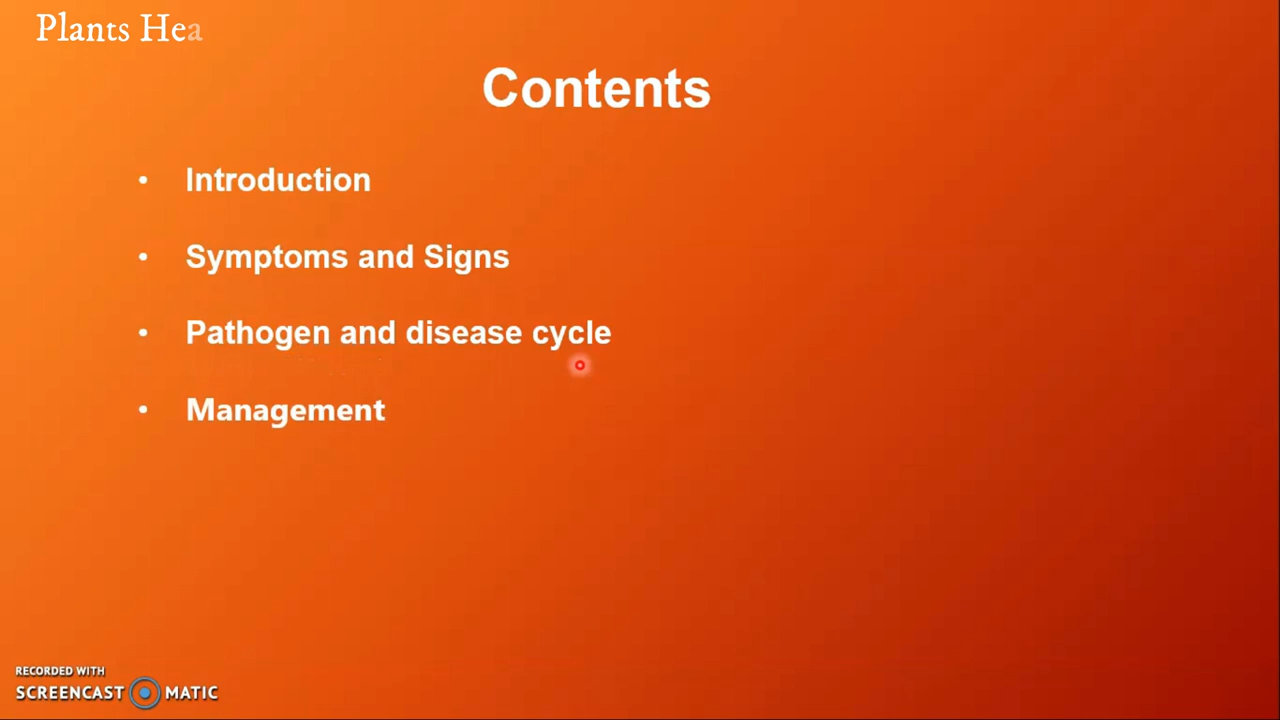 Plants Hea
Contents
• Introduction
• Symptoms and Signs
• Pathogen and disease cycle
• Management
RECORDED WITH
SCREENCAST MATIC